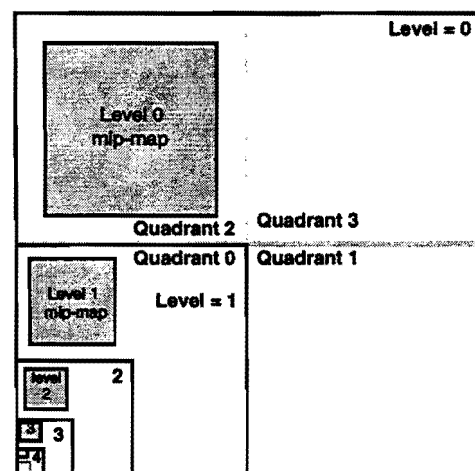 Level = 0
Level 0
mip-map
Quadrant 2
Quadrant 3
Quadrant 0
Quadrant 1
Level 1
mip-map
Level = 1
2
level
2
3
3
4